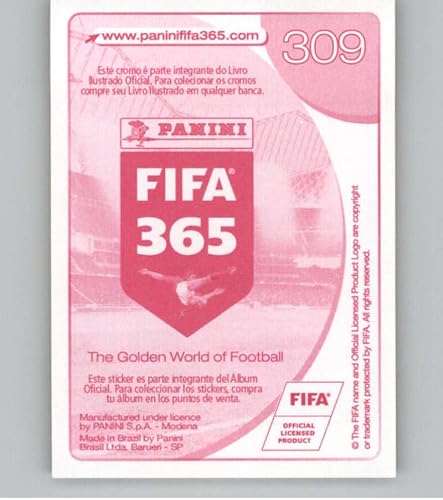 www.paninififa365.com
309
Este cromo é parte integrante do Livro
Ilustrado Oficial. Para colecionar os cromos
compre seu Livro Ilustrado em qualquer banca.
PANINI
FIFA®
365
The Golden World of Football
Este sticker es parte integrante del Álbum
Oficial. Para coleccionar los stickers, compra
tu álbum en los puntos de venta.
Manufactured under licence
by PANINI S.p.A. - Modena
Made in Brazil by Panini
Brasil Ltda. Barueri - SP
FIFA®
OFFICIAL
LICENSED
PRODUCT
© The FIFA name and Official Licensed Product Logo are copyright
or trademark protected by FIFA. All rights reserved.